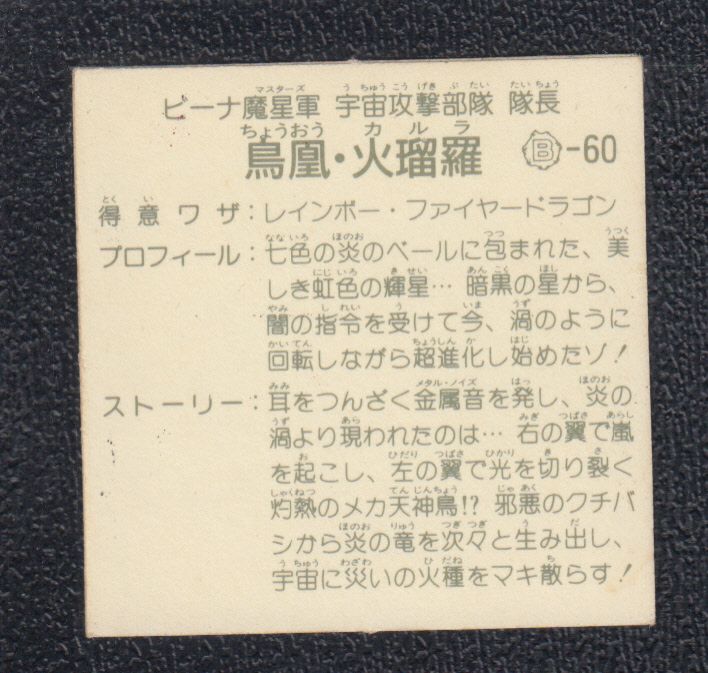 ビーナ魔星軍 宇宙攻撃部隊 隊長
鳥凰・火瑠羅 B-60
得意ワザ：レインボー・ファイヤードラゴン
プロフィール：七色の炎のベールに包まれた、美
しき虹色の輝星… 暗黒の星から、
闇の指令を受けて今、渦のように
回転しながら超進化し始めたゾ！
ストーリー：耳をつんざく金属音を発し、炎の
渦より現われたのは… 右の翼で嵐
を起こし、左の翼で光を切り裂く
灼熱のメカ天神鳥!? 邪悪のクチバ
シから炎の竜を次々と生み出し、
宇宙に災いの火種をマキ散らす！